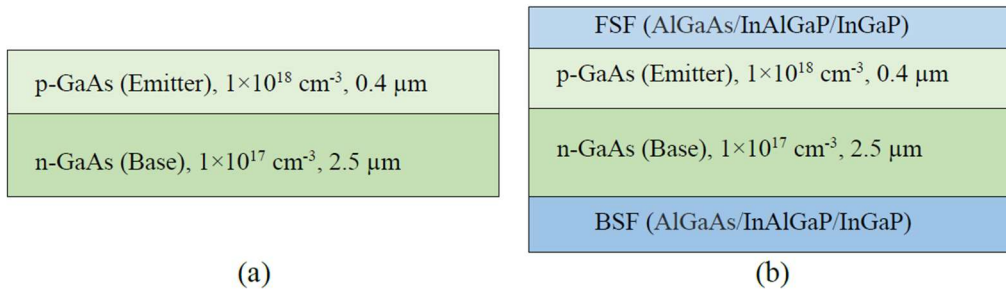 p-GaAs (Emitter), 1×10¹⁸ cm⁻³, 0.4 µm
n-GaAs (Base), 1×10¹⁷ cm⁻³, 2.5 µm
(a)
FSF (AlGaAs/InAlGaP/InGaP)
p-GaAs (Emitter), 1×10¹⁸ cm⁻³, 0.4 µm
n-GaAs (Base), 1×10¹⁷ cm⁻³, 2.5 µm
BSF (AlGaAs/InAlGaP/InGaP)
(b)